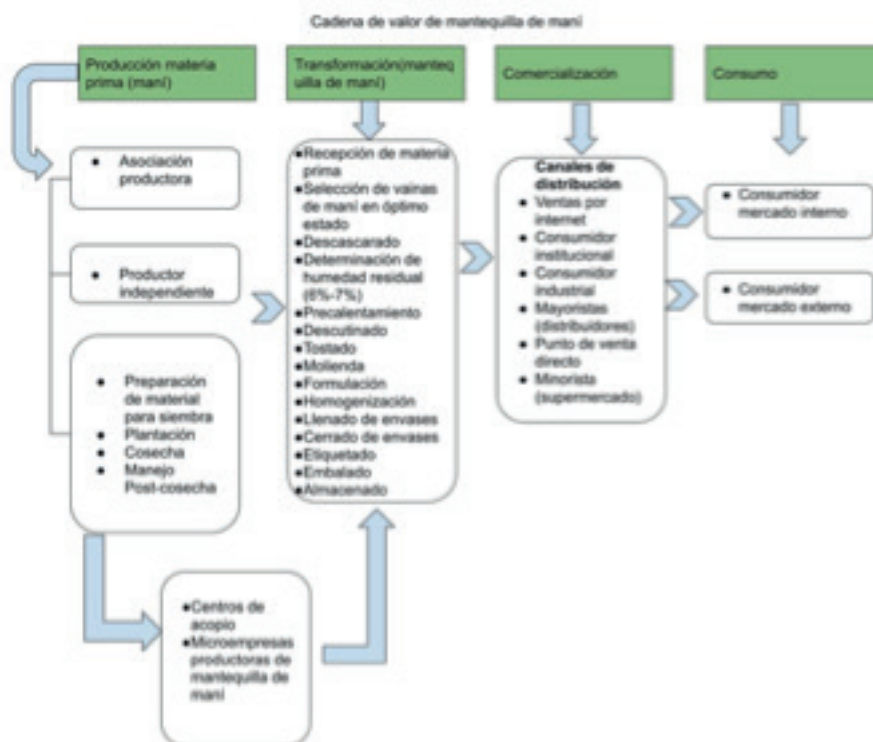 Cadena de valor de mantequilla de maní
Producción materia
prima (maní)
Transformación(manteq
uilla de maní)
Comercialización
Consumo
● Asociación
productora
● Productor
independiente
● Preparación
de material
para siembra
● Plantación
● Cosecha
● Manejo
Post-cosecha
●Recepción de materia
prima
●Selección de vainas
de maní en óptimo
estado
●Descascarado
●Determinación de
humedad residual
(6%-7%)
●Precalentamiento
●Descutinado
●Tostado
●Molienda
●Formulación
●Homogenización
●Llenado de envases
●Cerrado de envases
●Etiquetado
●Embalado
●Almacenado
Canales de
distribución
● Ventas por
internet
● Consumidor
institucional
● Consumidor
industrial
● Mayoristas
(distribuidores)
● Punto de venta
directo
● Minorista
(supermercado)
● Consumidor
mercado interno
● Consumidor
mercado externo
●Centros de
acopio
●Microempresas
productoras de
mantequilla de
maní